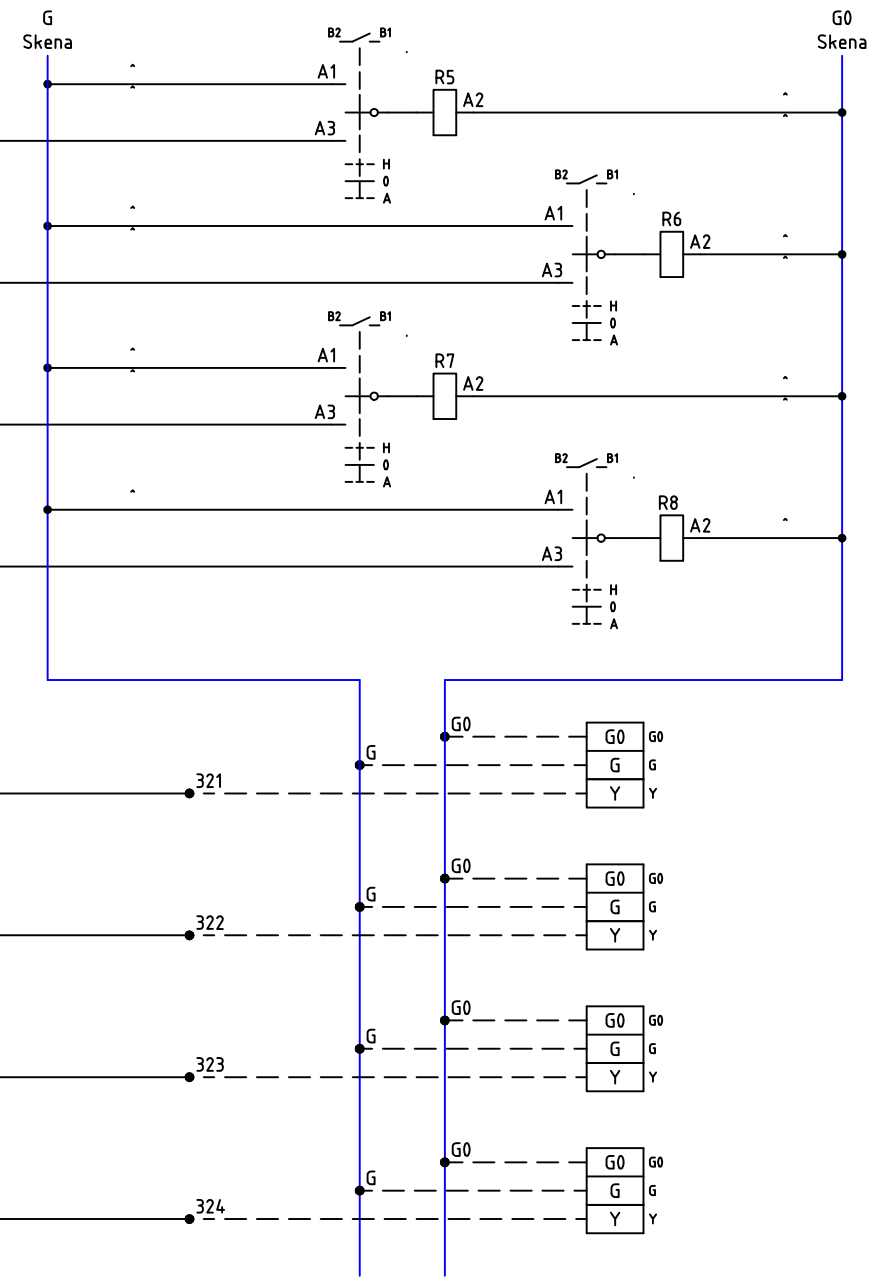 G G0
Skena Skena
B2 B1
A1 R5 A2
A3
H
0
A
B2 B1
A1 R6 A2
A3
H
0
A
B2 B1
A1 R7 A2
A3
H
0
A
B2 B1
A1 R8 A2
A3
H
0
A
G0 G0 G0
G G G
321 Y Y
G0 G0 G0
G G G
322 Y Y
G0 G0 G0
G G G
323 Y Y
G0 G0 G0
G G G
324 Y Y